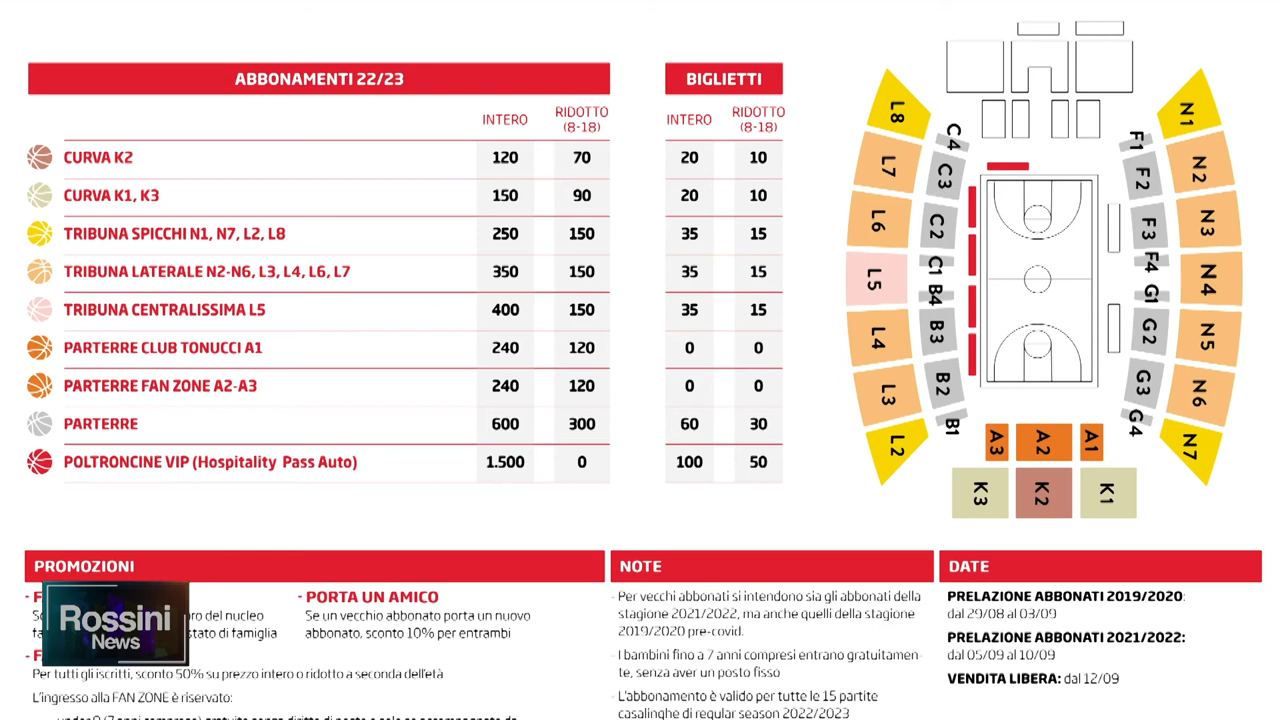 ABBONAMENTI 22/23
INTERO RIDOTTO (8-18)
CURVA K2 120 70
CURVA K1, K3 150 90
TRIBUNA SPICCHI N1, N7, L2, L8 250 150
TRIBUNA LATERALE N2-N6, L3, L4, L6, L7 350 150
TRIBUNA CENTRALISSIMA L5 400 150
PARTERRE CLUB TONUCCI A1 240 120
PARTERRE FAN ZONE A2-A3 240 120
PARTERRE 600 300
POLTRONCINE VIP (Hospitality Pass Auto) 1.500 0
BIGLIETTI
INTERO RIDOTTO (8-18)
20 10
20 10
35 15
35 15
35 15
0 0
0 0
60 30
100 50
L8
L7
L6
L5
L4
L3
L2
C4
C3
C2
C1
B4
B3
B2
B1
F1
F2
F3
F4
G1
G2
G3
G4
N1
N2
N3
N4
N5
N6
N7
A3 A2 A1
K3 K2 K1
PROMOZIONI
- F
del nucleo
stato di famiglia
- PORTA UN AMICO
Se un vecchio abbonato porta un nuovo
abbonato, sconto 10% per entrambi
- F
Per tutti gli iscritti, sconto 50% su prezzo intero o ridotto a seconda dell'età
L'ingresso alla FAN ZONE è riservato:
Rossini
News
NOTE
- Per vecchi abbonati si intendono sia gli abbonati della
stagione 2021/2022, ma anche quelli della stagione
2019/2020 pre-covid.
- I bambini fino a 7 anni compresi entrano gratuitamen-
te, senza aver un posto fisso
- L'abbonamento è valido per tutte le 15 partite
casalinghe di regular season 2022/2023
DATE
PRELAZIONE ABBONATI 2019/2020:
dal 29/08 al 03/09
PRELAZIONE ABBONATI 2021/2022:
dal 05/09 al 10/09
VENDITA LIBERA: dal 12/09